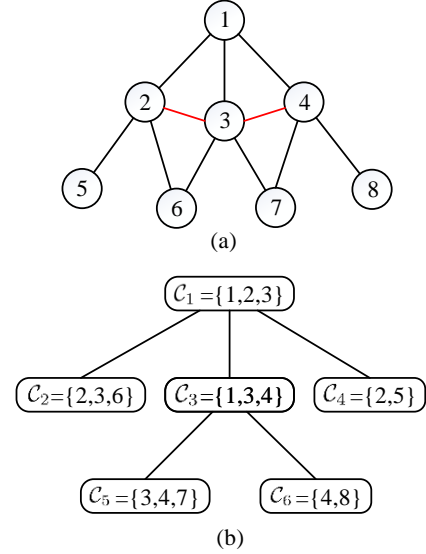 1
2 3 4
5 6 7 8
(a)
𝒞₁ ={1,2,3}
𝒞₂={2,3,6} 𝒞₃={1,3,4} 𝒞₄={2,5}
𝒞₅ ={3,4,7} 𝒞₆ ={4,8}
(b)